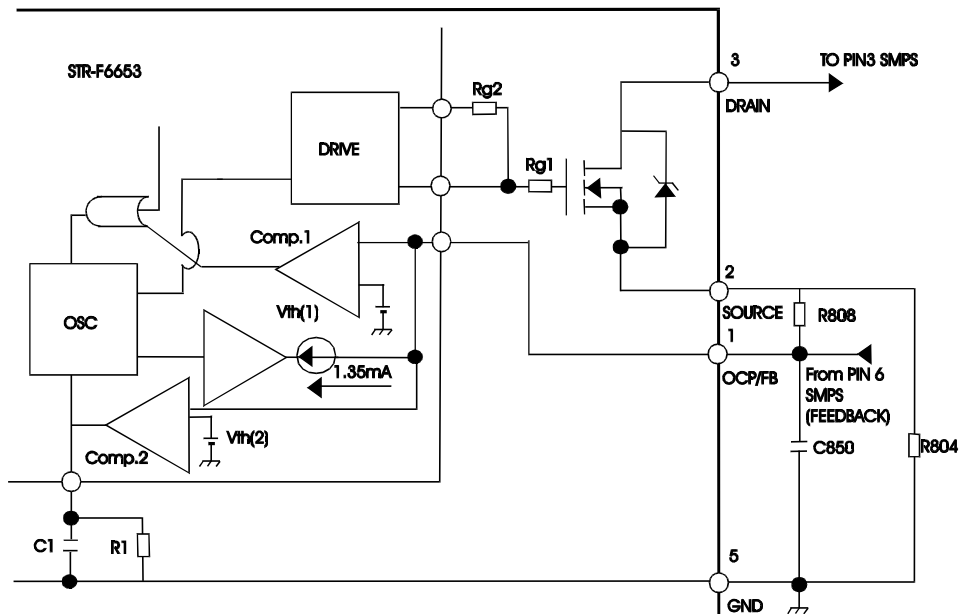 STR-F6653
3
TO PIN3 SMPS
DRAIN
Rg2
DRIVE
Rg1
Comp.1
2
Vth(1)
SOURCE
R808
OSC
1
1.35mA
OCP/FB
From PIN 6
SMPS
(FEEDBACK)
Vth(2)
C850
R804
Comp.2
C1
R1
5
GND